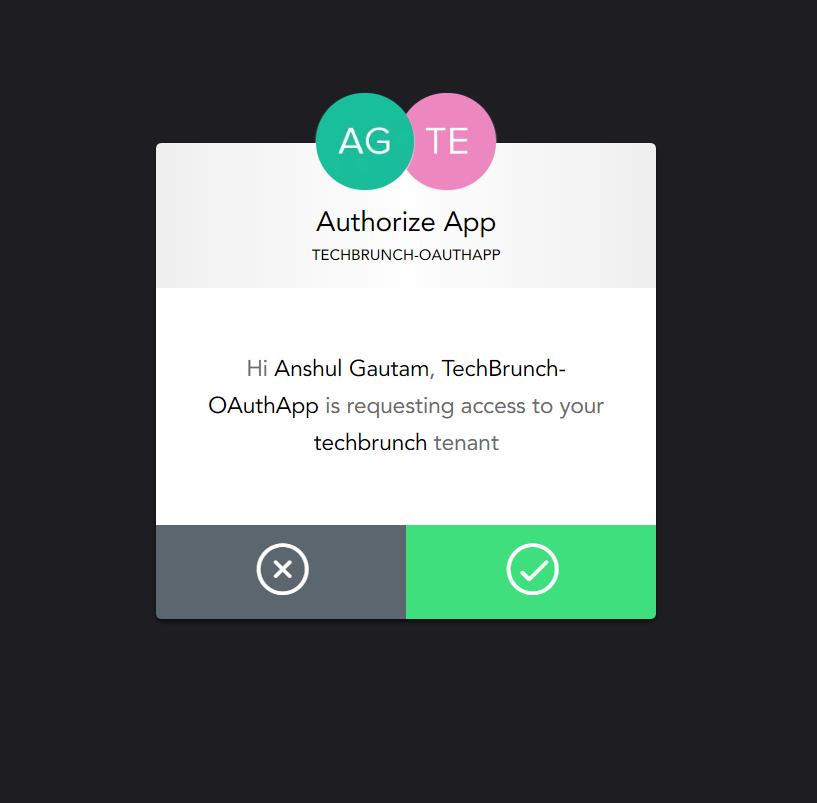 AG TE
Authorize App
TECHBRUNCH-OAUTHAPP
Hi Anshul Gautam, TechBrunch-
OAuthApp is requesting access to your
techbrunch tenant